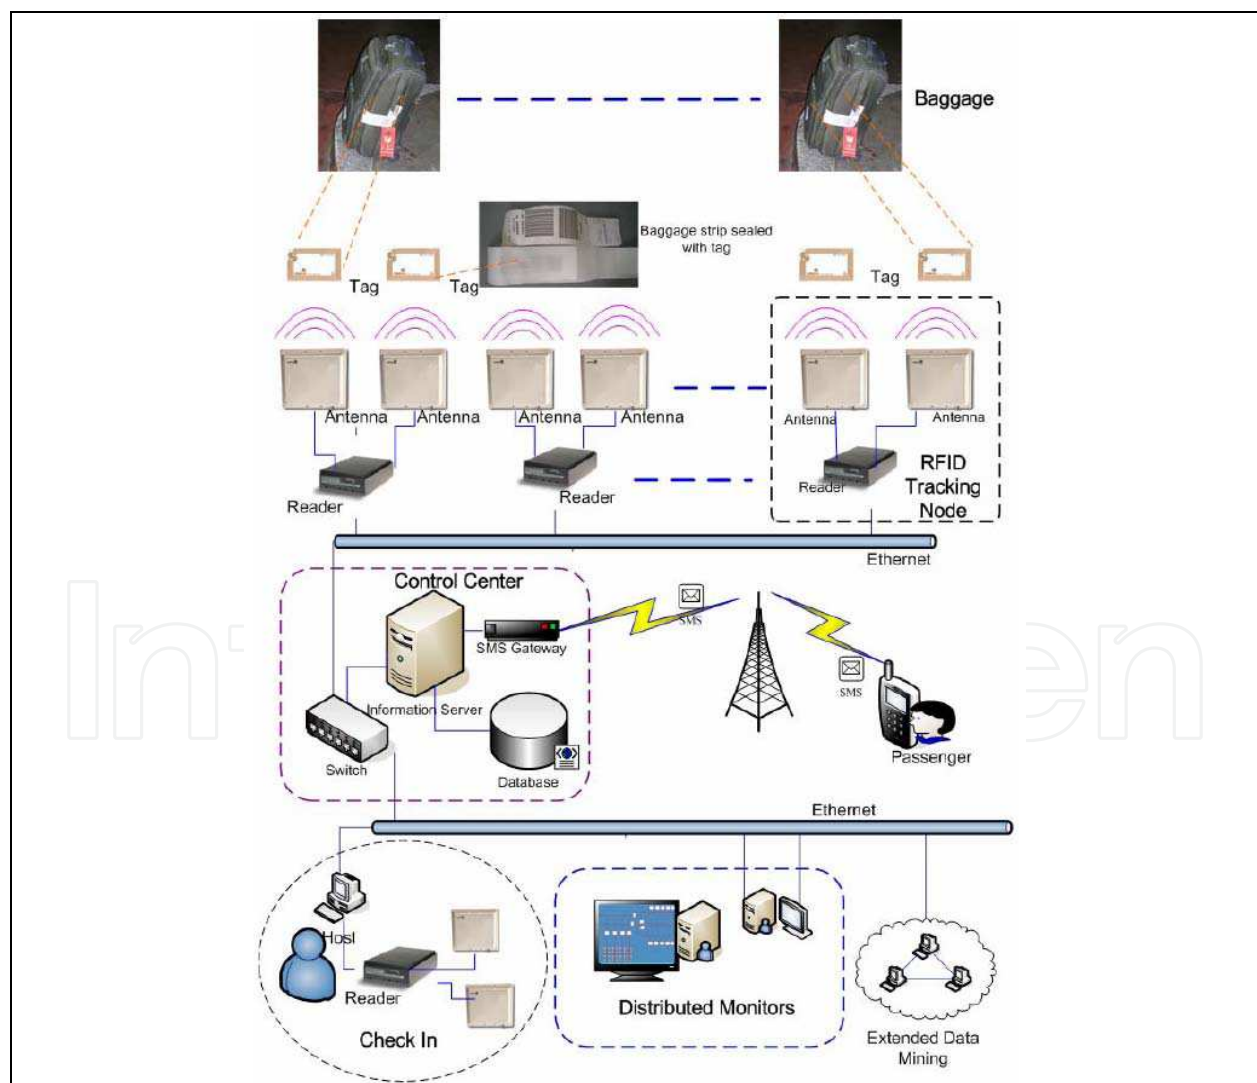 Baggage
Baggage strip sealed
with tag
Tag
Tag
Tag
Antenna
Antenna
Antenna
Antenna
Antenna
Antenna
Reader
Reader
Reader
RFID
Tracking
Node
Ethernet
Control Center
SMS
SMS Gateway
SMS
Information Server
Switch
Database
Passenger
Ethernet
Host
Reader
Check In
Distributed Monitors
Extended Data
Mining